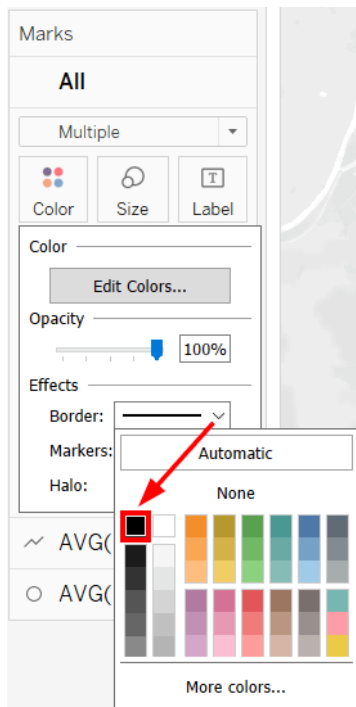 Marks
All
Multiple
Color Size T Label
Color
Edit Colors...
Opacity
100%
Effects
Border:
Markers:
Automatic
Halo:
None
AVG(
AVG(
More colors...